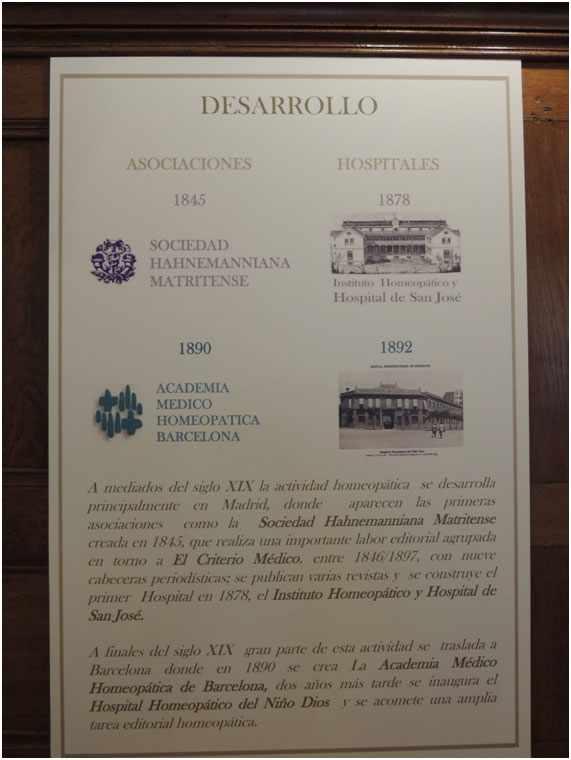 DESARROLLO
ASOCIACIONES
HOSPITALES
1845
1878
SOCIEDAD
HAHNEMANNIANA
MATRITENSE
Instituto Homeopático y
Hospital de San José
1890
1892
ACADEMIA
MEDICO
HOMEOPATICA
BARCELONA
A mediados del siglo XIX la actividad homeopática se desarrolla
principalmente en Madrid, donde aparecen las primeras
asociaciones como la Sociedad Hahnemanniana Matritense
creada en 1845, que realiza una importante labor editorial agrupada
en torno a El Criterio Médico, entre 1846/1897, con nueve
cabeceras periodísticas; se publican varias revistas y se construye el
primer Hospital en 1878, el Instituto Homeopático y Hospital de
San José.
A finales del siglo XIX gran parte de esta actividad se traslada a
Barcelona donde en 1890 se crea La Academia Médico
Homeopática de Barcelona, dos años más tarde se inaugura el
Hospital Homeopático del Niño Dios y se acomete una amplia
tarea editorial homeopática.